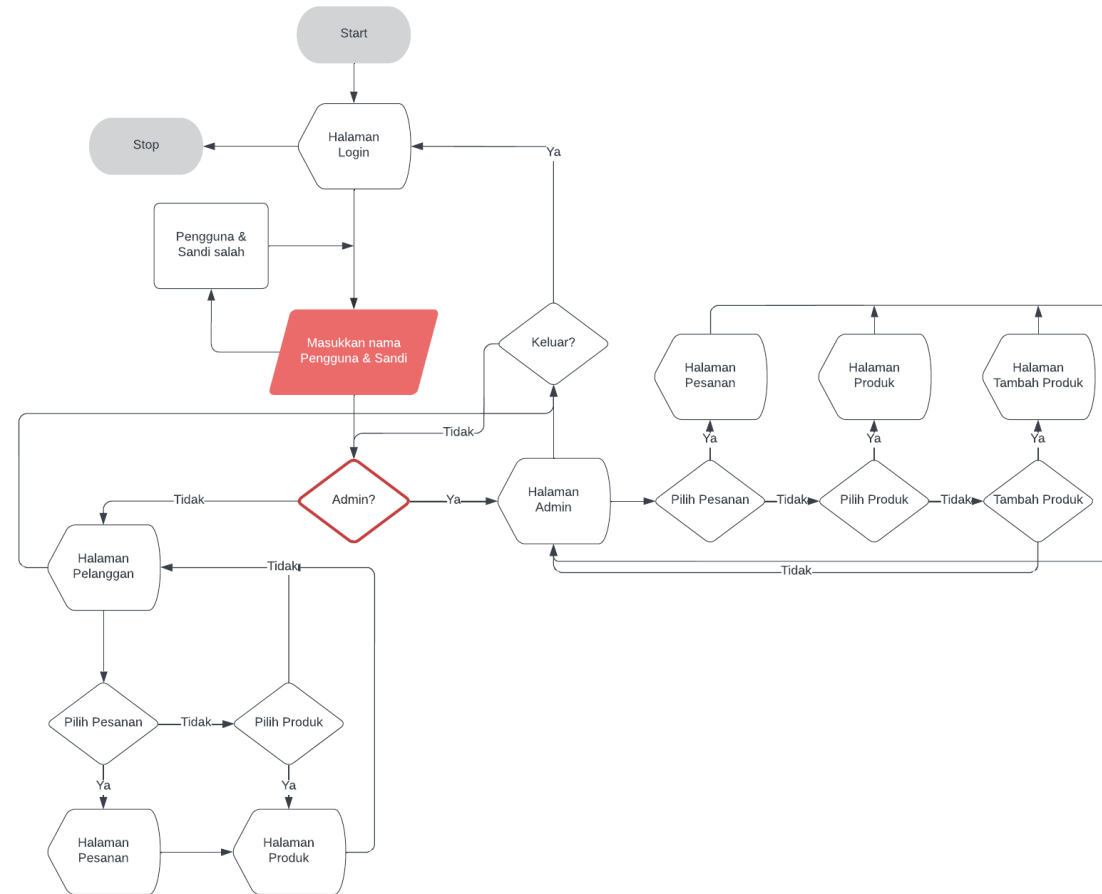 Start
Halaman
Login
Stop
Ya
Pengguna &
Sandi salah
Masukkan nama
Pengguna & Sandi
Keluar?
Halaman
Pesanan
Halaman
Produk
Halaman
Tambah Produk
Tidak
Ya
Ya
Ya
Tidak
Admin?
Ya
Halaman
Admin
Pilih Pesanan
Tidak
Pilih Produk
Tidak
Tambah Produk
Halaman
Pelanggan
Tidak
Tidak
Pilih Pesanan
Tidak
Pilih Produk
Ya
Ya
Halaman
Pesanan
Halaman
Produk